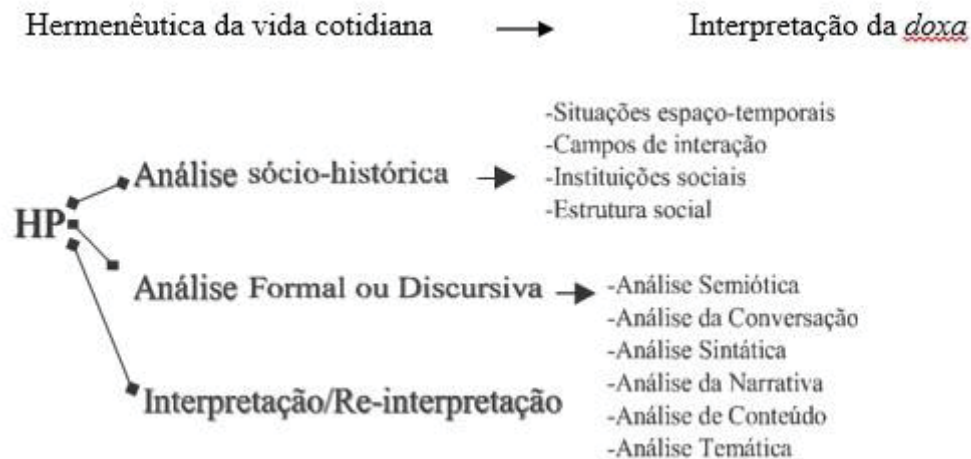 Hermenêutica da vida cotidiana → Interpretação da doxa
-Situações espaço-temporais
-Campos de interação
Análise sócio-histórica → -Instituições sociais
-Estrutura social
HP
Análise Formal ou Discursiva → -Análise Semiótica
-Análise da Conversação
-Análise Sintática
-Análise da Narrativa
Interpretação/Re-interpretação
-Análise de Conteúdo
-Análise Temática